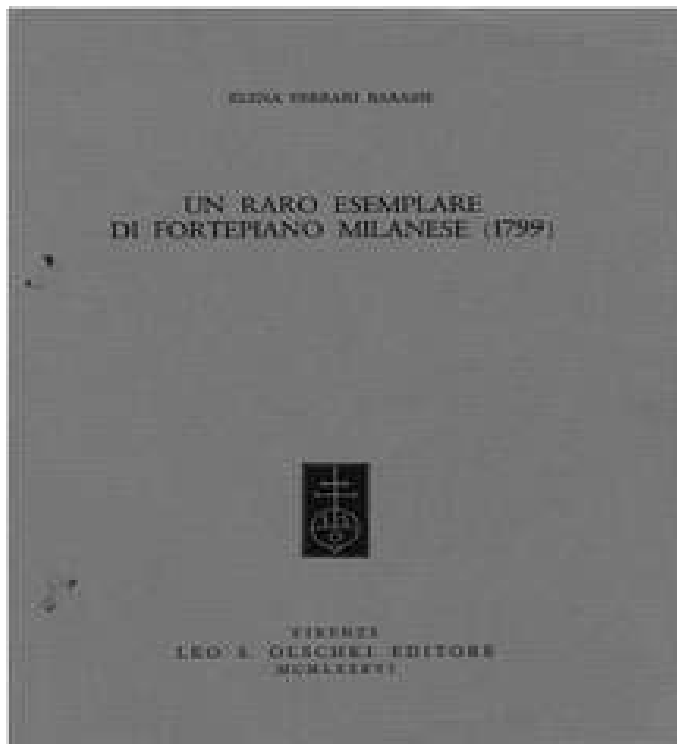 ELENA FERRARI BARASSI
UN RARO ESEMPLARE
DI FORTEPIANO MILANESE (1799)
FIRENZE
LEO S. OLSCHKI EDITORE
MCMLXXXVI